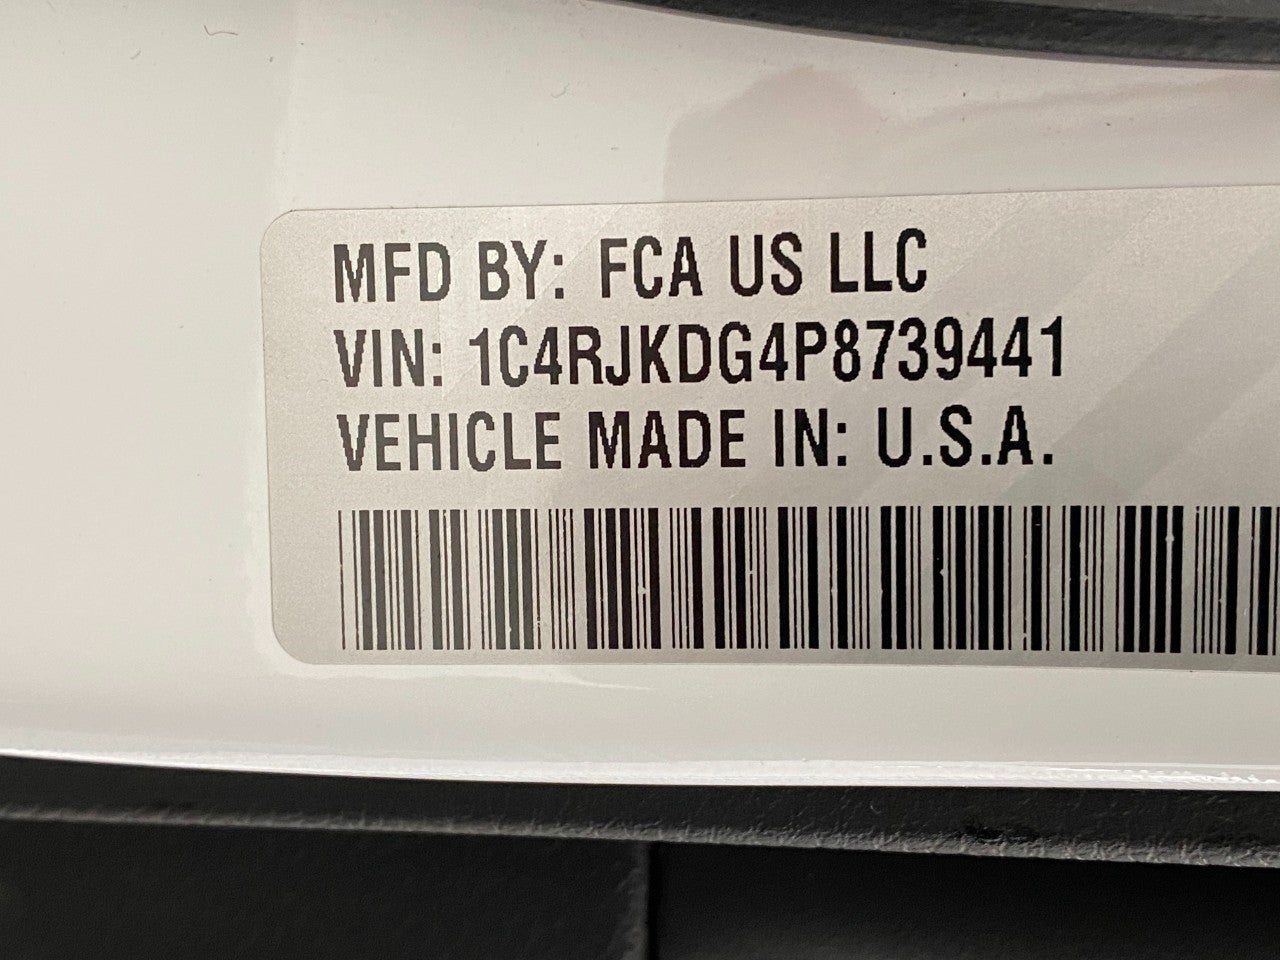 MFD BY: FCA US LLC
VIN: 1C4RJKDG4P8739441
VEHICLE MADE IN: U.S.A.